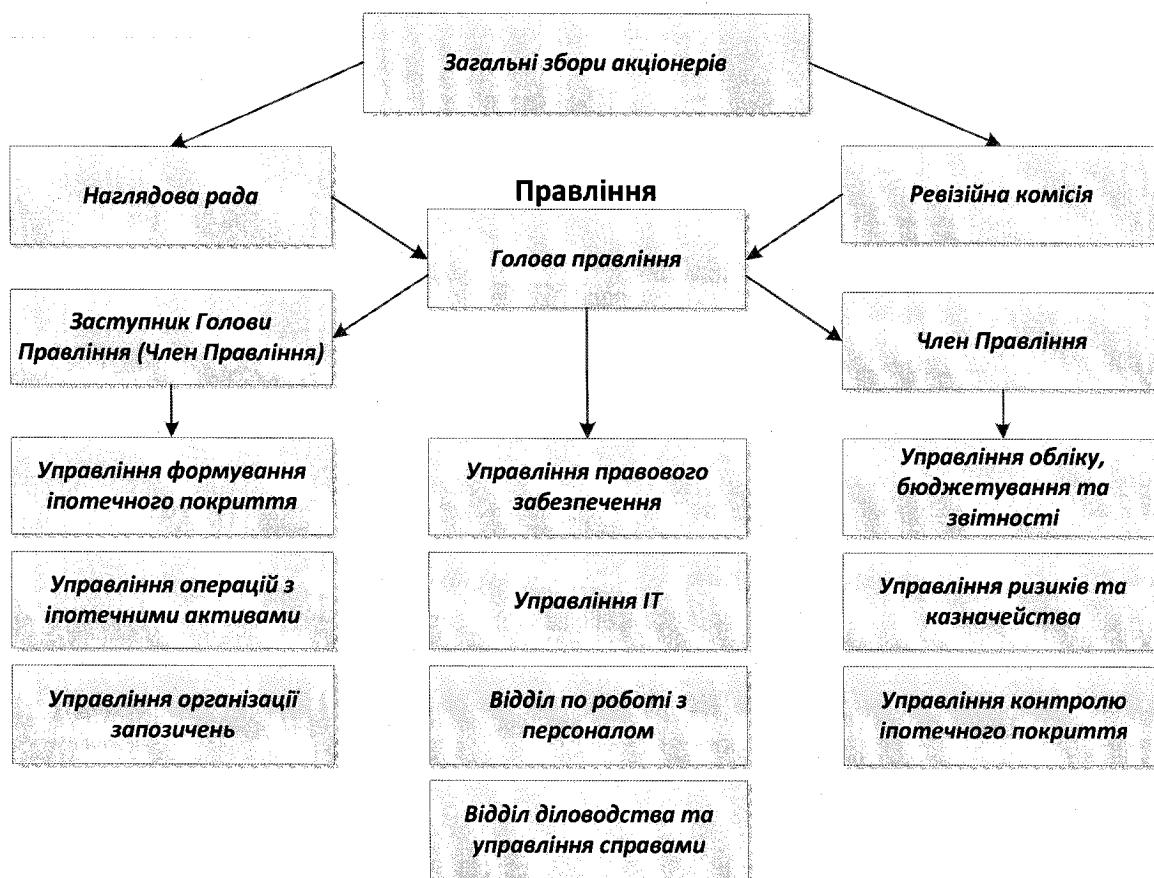 Загальні збори акціонерів
Наглядова рада
Правління
Ревізійна комісія
Голова правління
Заступник Голови
Правління (Член Правління)
Член Правління
Управління формування
іпотечного покриття
Управління правового
забезпечення
Управління обліку,
бюджетування та
звітності
Управління операцій з
іпотечними активами
Управління ІТ
Управління ризиків та
казначейства
Управління організації
запозичень
Відділ по роботі з
персоналом
Управління контролю
іпотечного покриття
Відділ діловодства та
управління справами